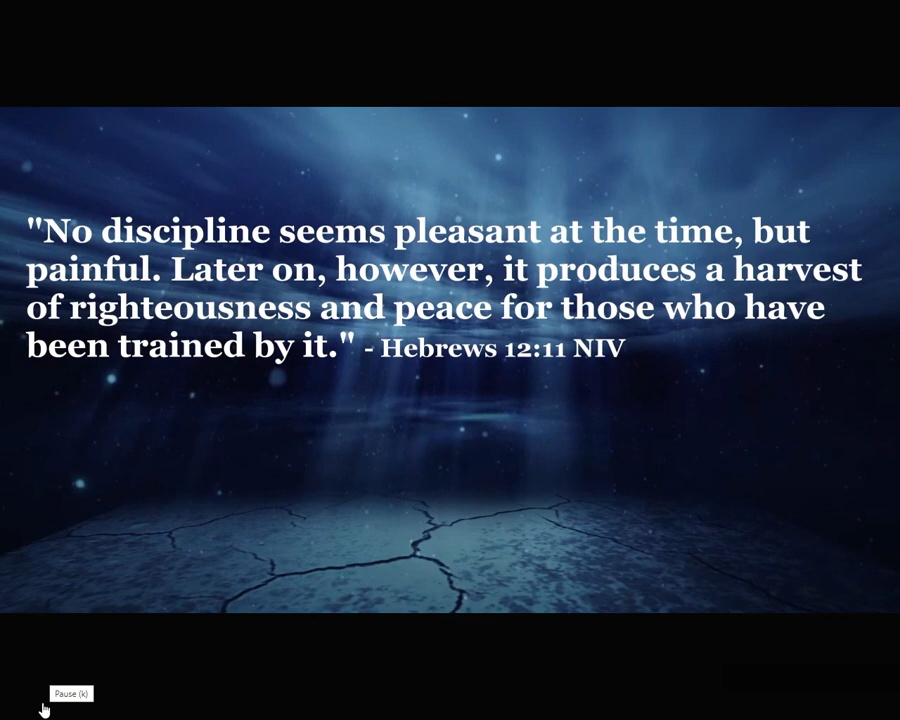 "No discipline seems pleasant at the time, but
painful. Later on, however, it produces a harvest
of righteousness and peace for those who have
been trained by it." - Hebrews 12:11 NIV
Pause (k)